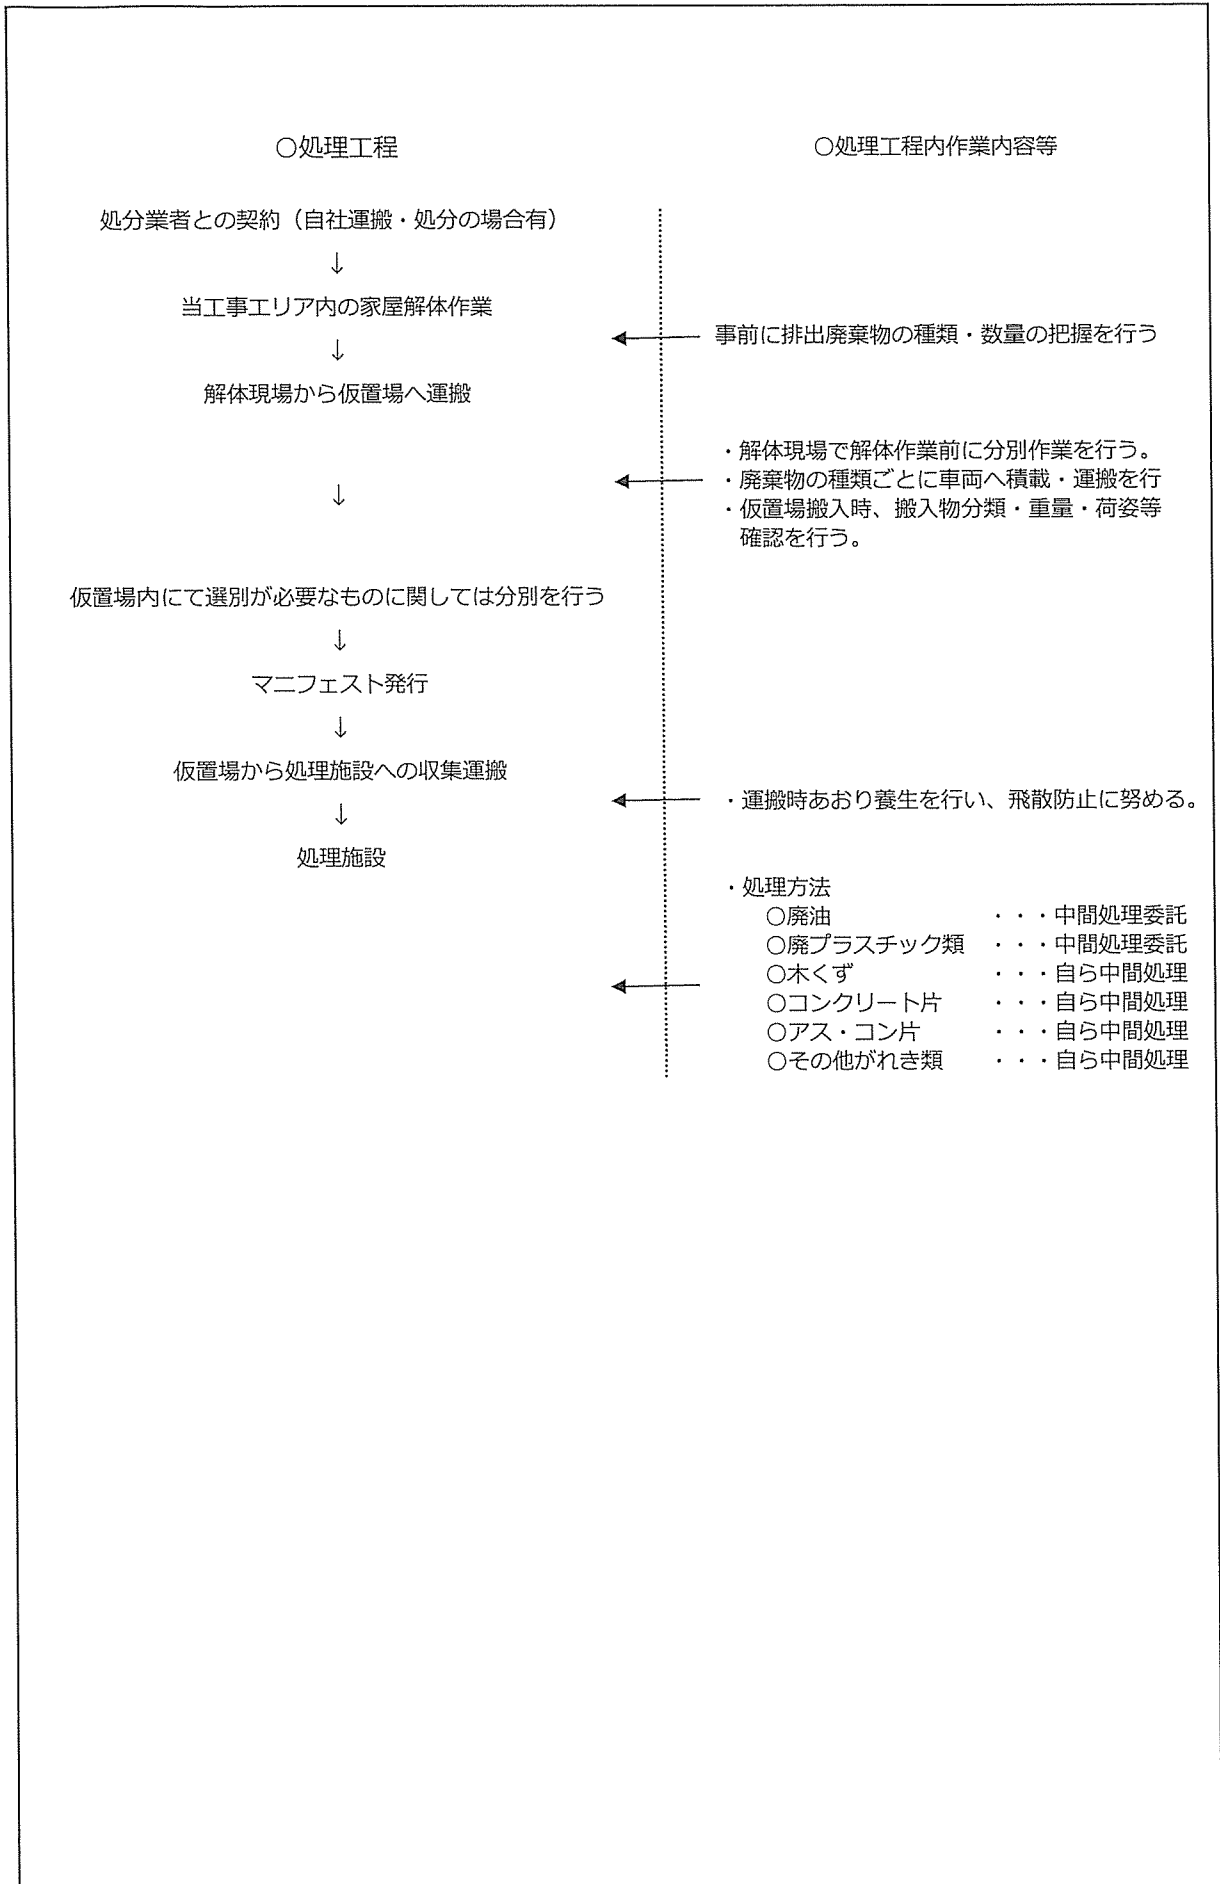 ○処理工程
処分業者との契約（自社運搬・処分の場合有）
↓
当工事エリア内の家屋解体作業
↓
解体現場から仮置場へ運搬
↓
仮置場内にて選別が必要なものに関しては分別を行う
↓
マニフェスト発行
↓
仮置場から処理施設への収集運搬
↓
処理施設
○処理工程内作業内容等
事前に排出廃棄物の種類・数量の把握を行う
・解体現場で解体作業前に分別作業を行う。
・廃棄物の種類ごとに車両へ積載・運搬を行
・仮置場搬入時、搬入物分類・重量・荷姿等
確認を行う。
・運搬時あおり養生を行い、飛散防止に努める。
・処理方法
○廃油 ・・・中間処理委託
○廃プラスチック類 ・・・中間処理委託
○木くず ・・・自ら中間処理
○コンクリート片 ・・・自ら中間処理
○アス・コン片 ・・・自ら中間処理
○その他がれき類 ・・・自ら中間処理